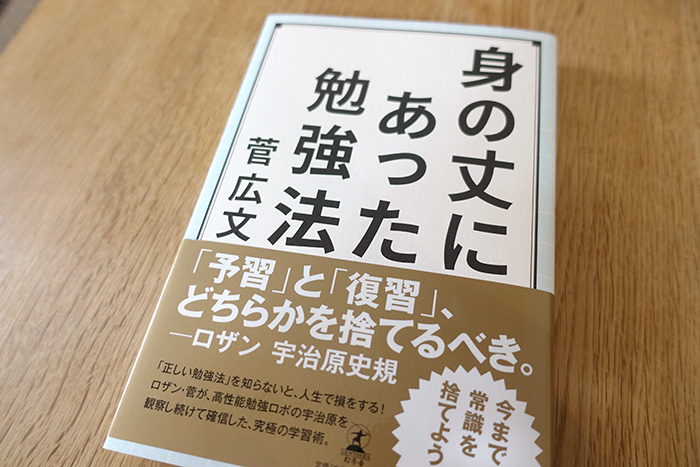 身の丈に
あった
勉強法
菅 広文
「予習」と「復習」、
どちらかを捨てるべき。
―ロザン 宇治原史規
「正しい勉強法」を知らないと、人生で損をする!
ロザン・菅が、高性能勉強ロボの宇治原を
観察し続けて確信した、究極の学習術。
今まで
常識を
捨てよう
幻冬舎